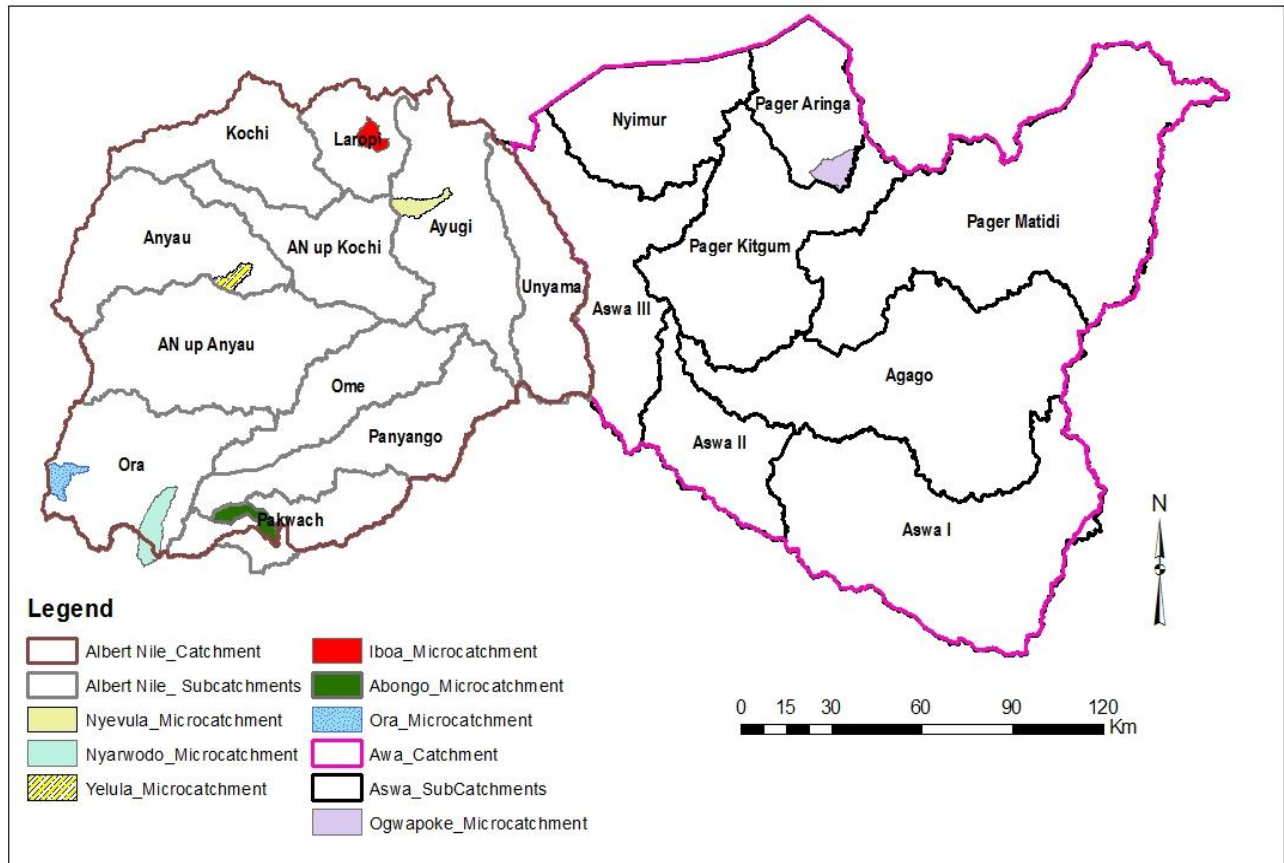 Kochi
Laropi
Nyimur
Pager Aringa
Anyau
AN up Kochi
Ayugi
Unyama
Aswa III
Pager Kitgum
Pager Matidi
AN up Anyau
Ome
Agago
Ora
Panyango
Aswa II
Pakwach
Aswa I
N
Legend
Albert Nile_Catchment
Albert Nile_ Subcatchments
Nyevula_Microcatchment
Nyarwodo_Microcatchment
Yelula_Microcatchment
Iboa_Microcatchment
Abongo_Microcatchment
Ora_Microcatchment
Awa_Catchment
Aswa_SubCatchments
Ogwapoke_Microcatchment
0 15 30 60 90 120
Km